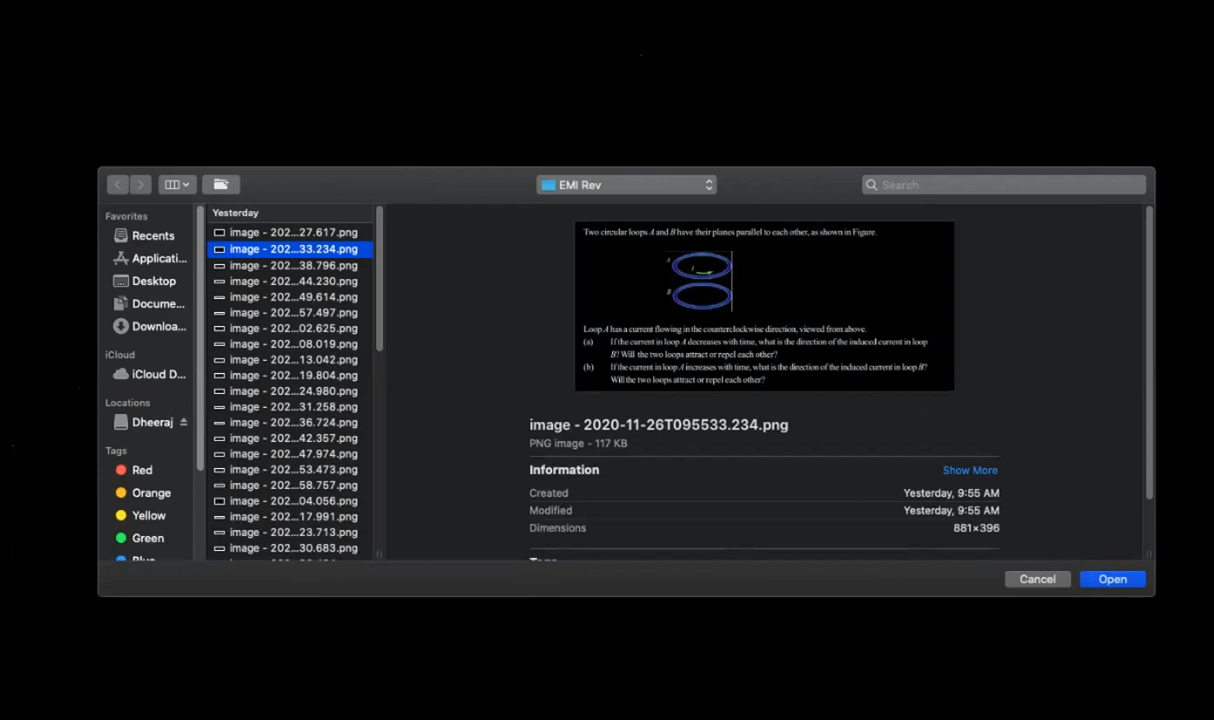 EMI Rev
Search
Favorites
Recents
Applicati...
Desktop
Docume...
Downloa...
iCloud
iCloud D...
Locations
Dheeraj
Tags
Red
Orange
Yellow
Green
Blue
Yesterday
image - 202...27.617.png
image - 202...33.234.png
image - 202...38.796.png
image - 202...44.230.png
image - 202...49.614.png
image - 202...57.497.png
image - 202...02.625.png
image - 202...08.019.png
image - 202...13.042.png
image - 202...19.804.png
image - 202...24.980.png
image - 202...31.258.png
image - 202...36.724.png
image - 202...42.357.png
image - 202...47.974.png
image - 202...53.473.png
image - 202...58.757.png
image - 202...04.056.png
image - 202...17.991.png
image - 202...23.713.png
image - 202...30.683.png
Two circular loops A and B have their planes parallel to each other, as shown in Figure.
A
I
B
Loop A has a current flowing in the counterclockwise direction, viewed from above.
(a) If the current in loop A decreases with time, what is the direction of the induced current in loop
B? Will the two loops attract or repel each other?
(b) If the current in loop A increases with time, what is the direction of the induced current in loop B?
Will the two loops attract or repel each other?
image - 2020-11-26T095533.234.png
PNG image - 117 KB
Information
Show More
Created Yesterday, 9:55 AM
Modified Yesterday, 9:55 AM
Dimensions 881×396
Tags
Cancel
Open